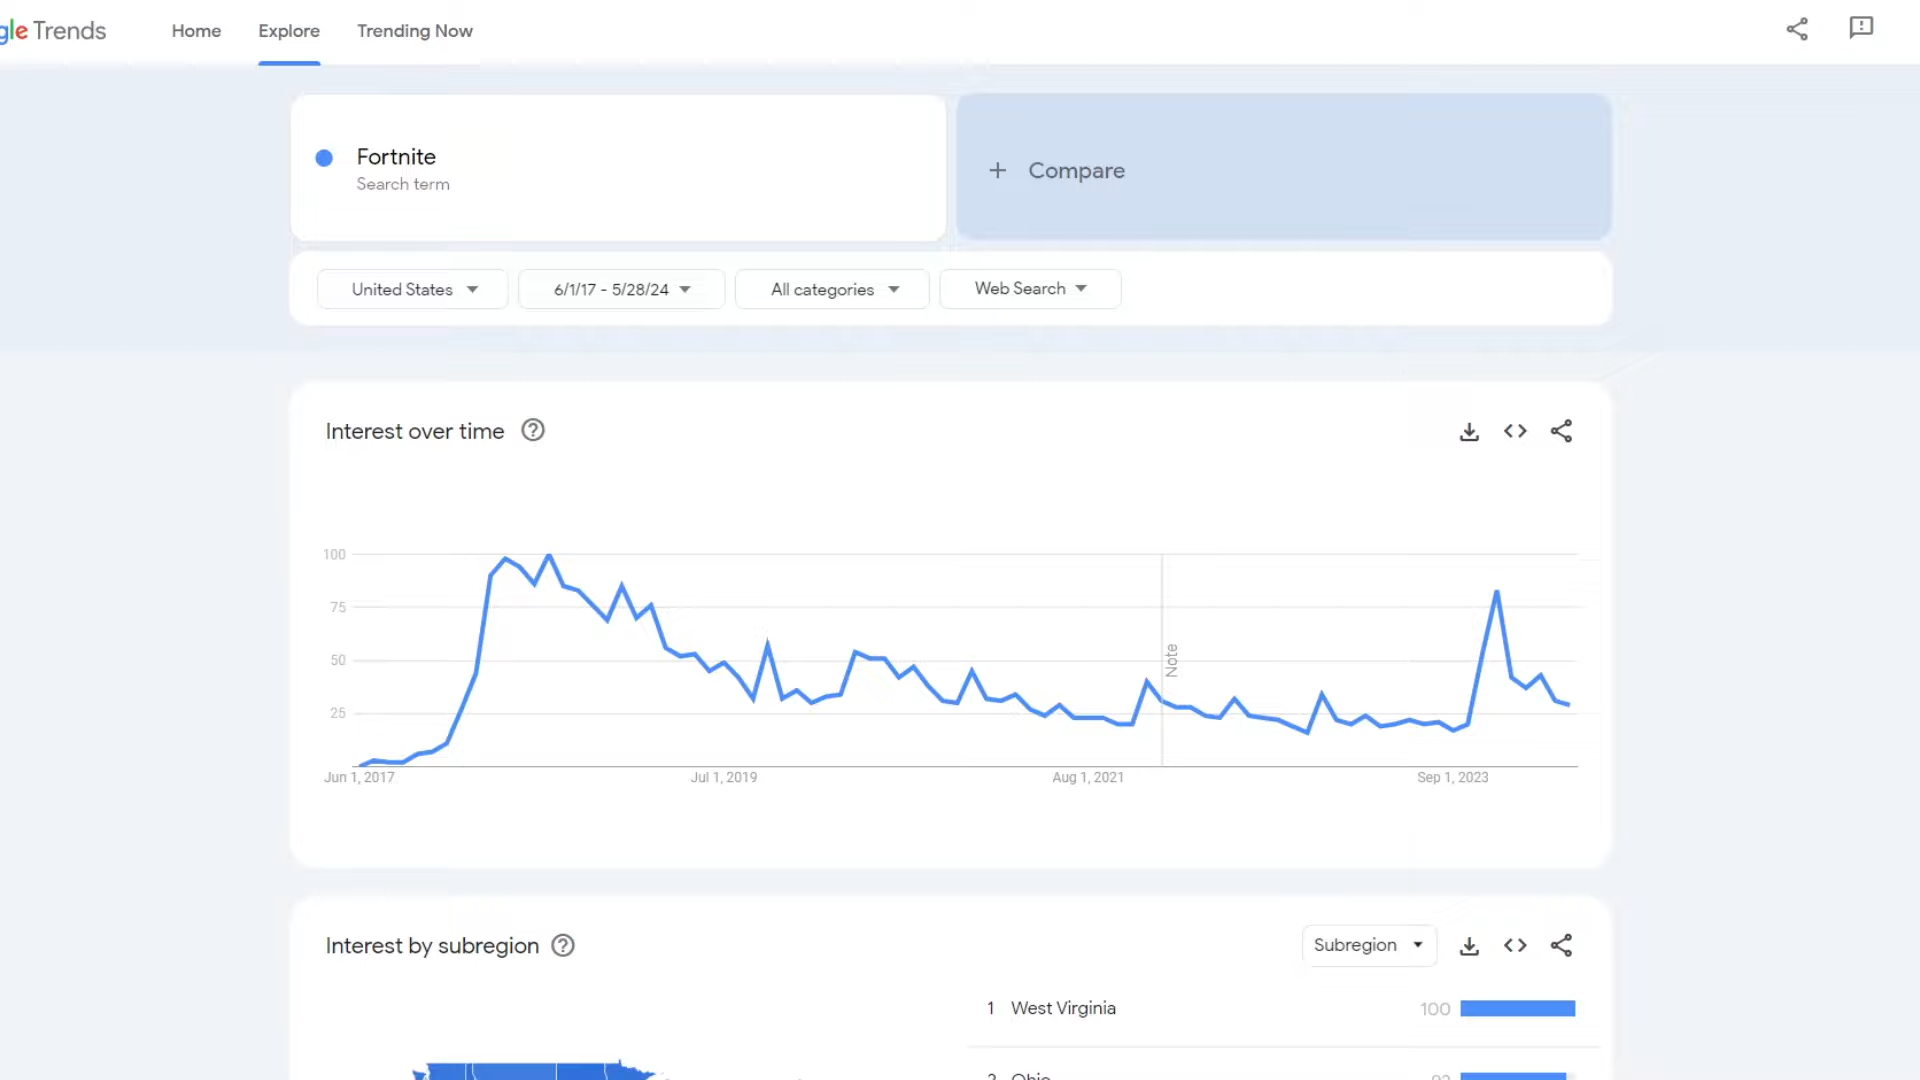 gle Trends Home Explore Trending Now
Fortnite
Search term
+ Compare
United States 6/1/17 - 5/28/24 All categories Web Search
Interest over time ?
100
75
50
25
Note
Jun 1, 2017 Jul 1, 2019 Aug 1, 2021 Sep 1, 2023
Interest by subregion ? Subregion
1 West Virginia 100
2 Ohio